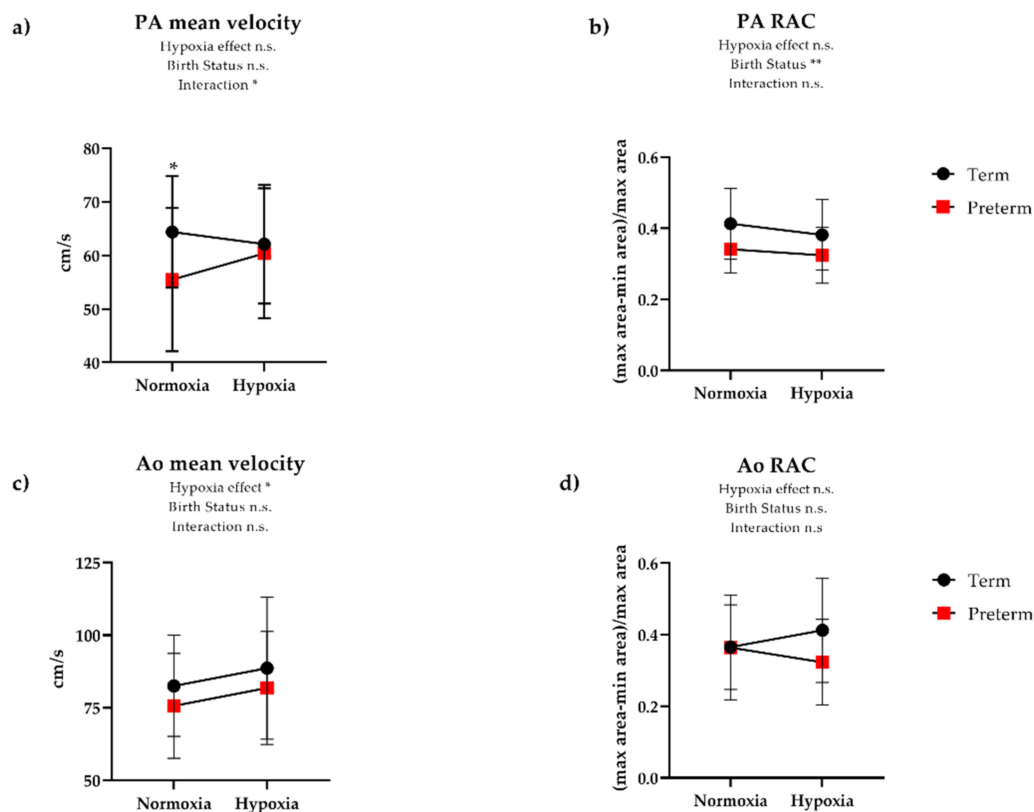 a)
PA mean velocity
Hypoxia effect n.s.
Birth Status n.s.
Interaction *
80
70
60
50
40
cm/s
*
Normoxia
Hypoxia
b)
PA RAC
Hypoxia effect n.s.
Birth Status **
Interaction n.s.
0.6
0.4
0.2
0.0
(max area-min area)/max area
Normoxia
Hypoxia
Term
Preterm
c)
Ao mean velocity
Hypoxia effect *
Birth Status n.s.
Interaction n.s.
125
100
75
50
cm/s
Normoxia
Hypoxia
d)
Ao RAC
Hypoxia effect n.s.
Birth Status n.s.
Interaction n.s
0.6
0.4
0.2
0.0
(max area-min area)/max area
Normoxia
Hypoxia
Term
Preterm